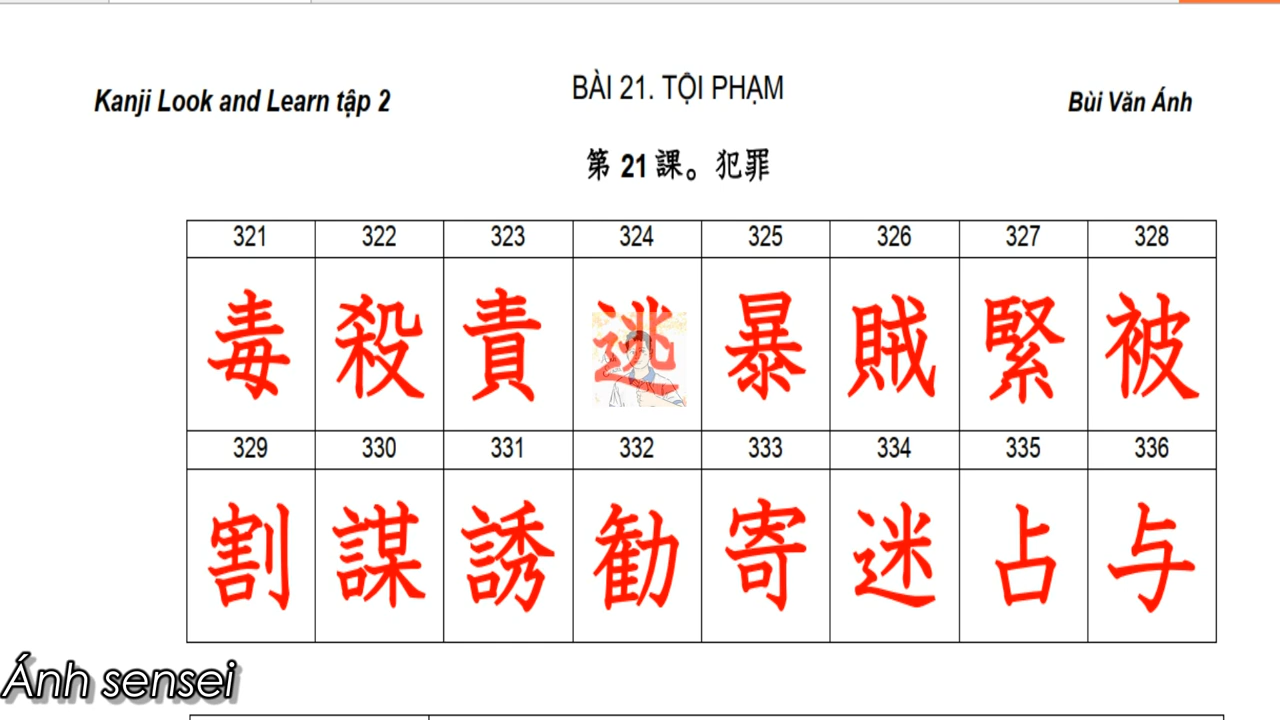 BÀI 21. TỘI PHẠM
Kanji Look and Learn tập 2
Bùi Văn Ánh
第 21 課。犯罪
321 322 323 324 325 326 327 328
毒 殺 責 逃 暴 賊 緊 被
329 330 331 332 333 334 335 336
割 謀 誘 勧 寄 迷 占 与
Ánh sensei